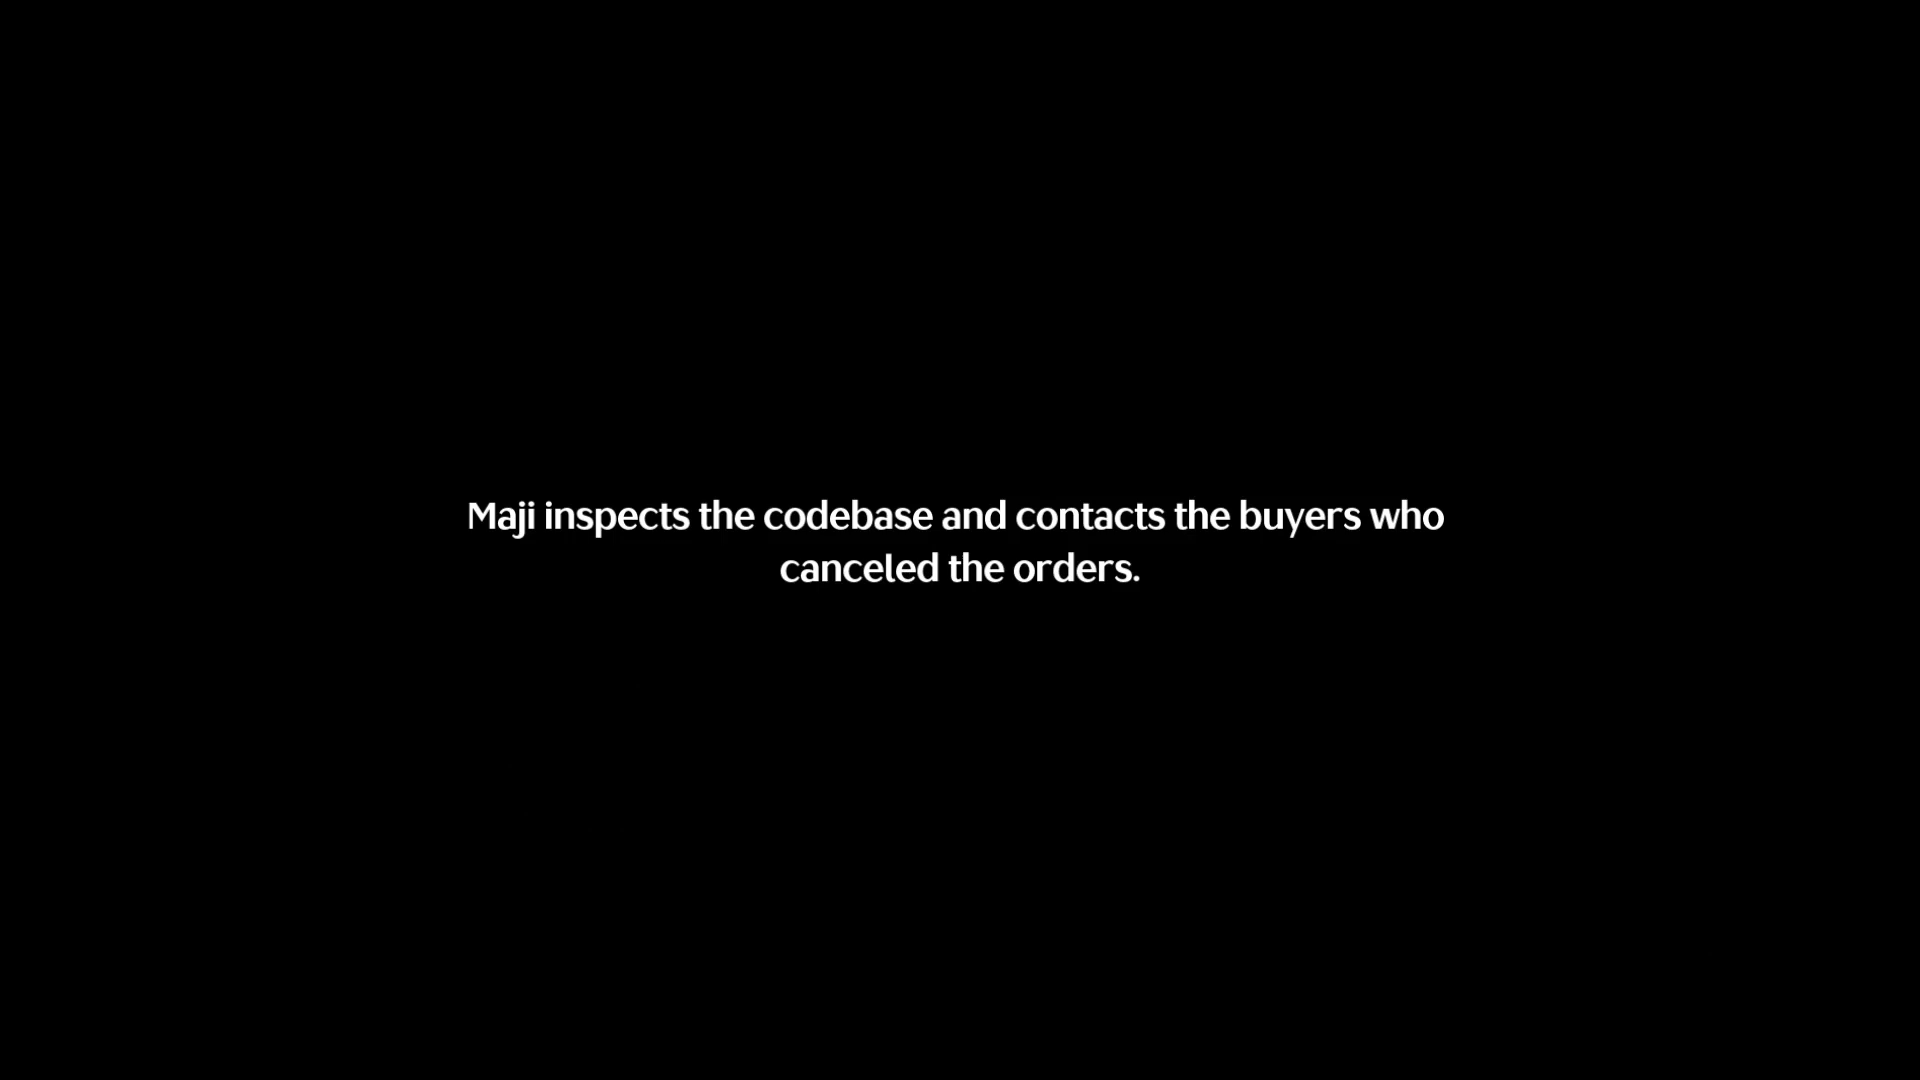 Maji inspects the codebase and contacts the buyers who
canceled the orders.